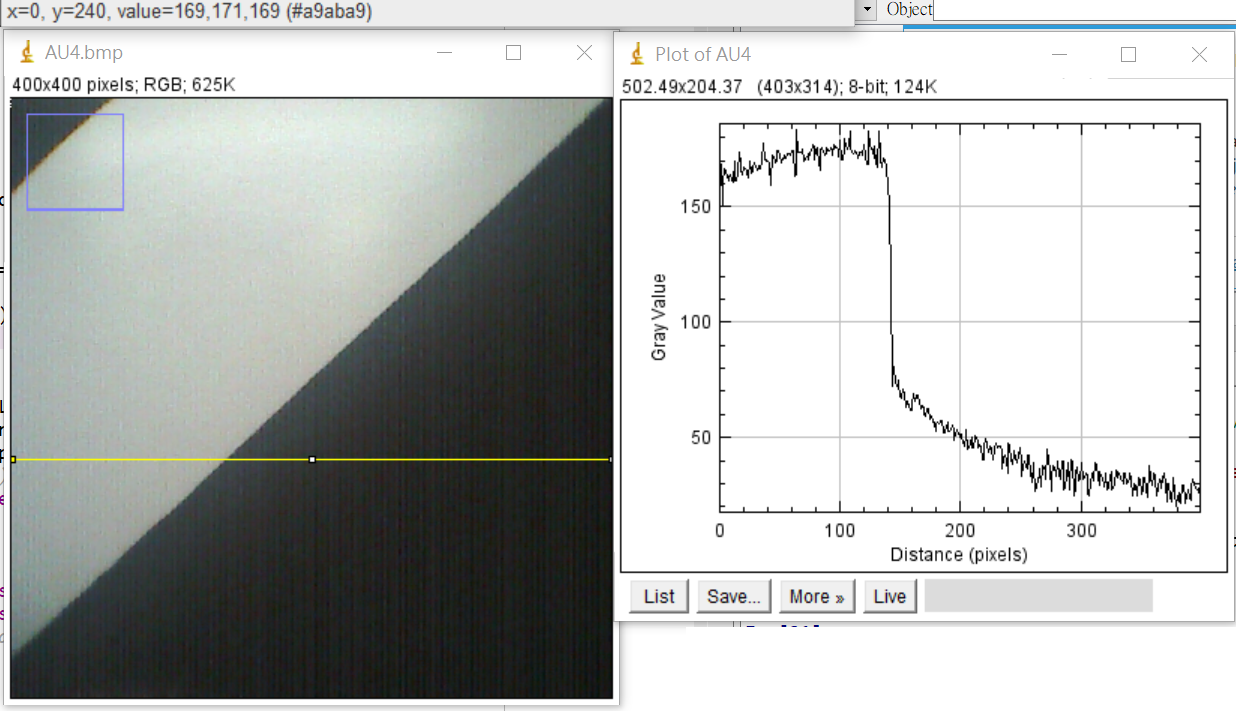 x=0, y=240, value=169,171,169 (#a9aba9)
Object
AU4.bmp
400x400 pixels; RGB; 625K
Plot of AU4
502.49x204.37 (403x314); 8-bit; 124K
150
100
50
Gray Value
0 100 200 300
Distance (pixels)
List Save... More » Live